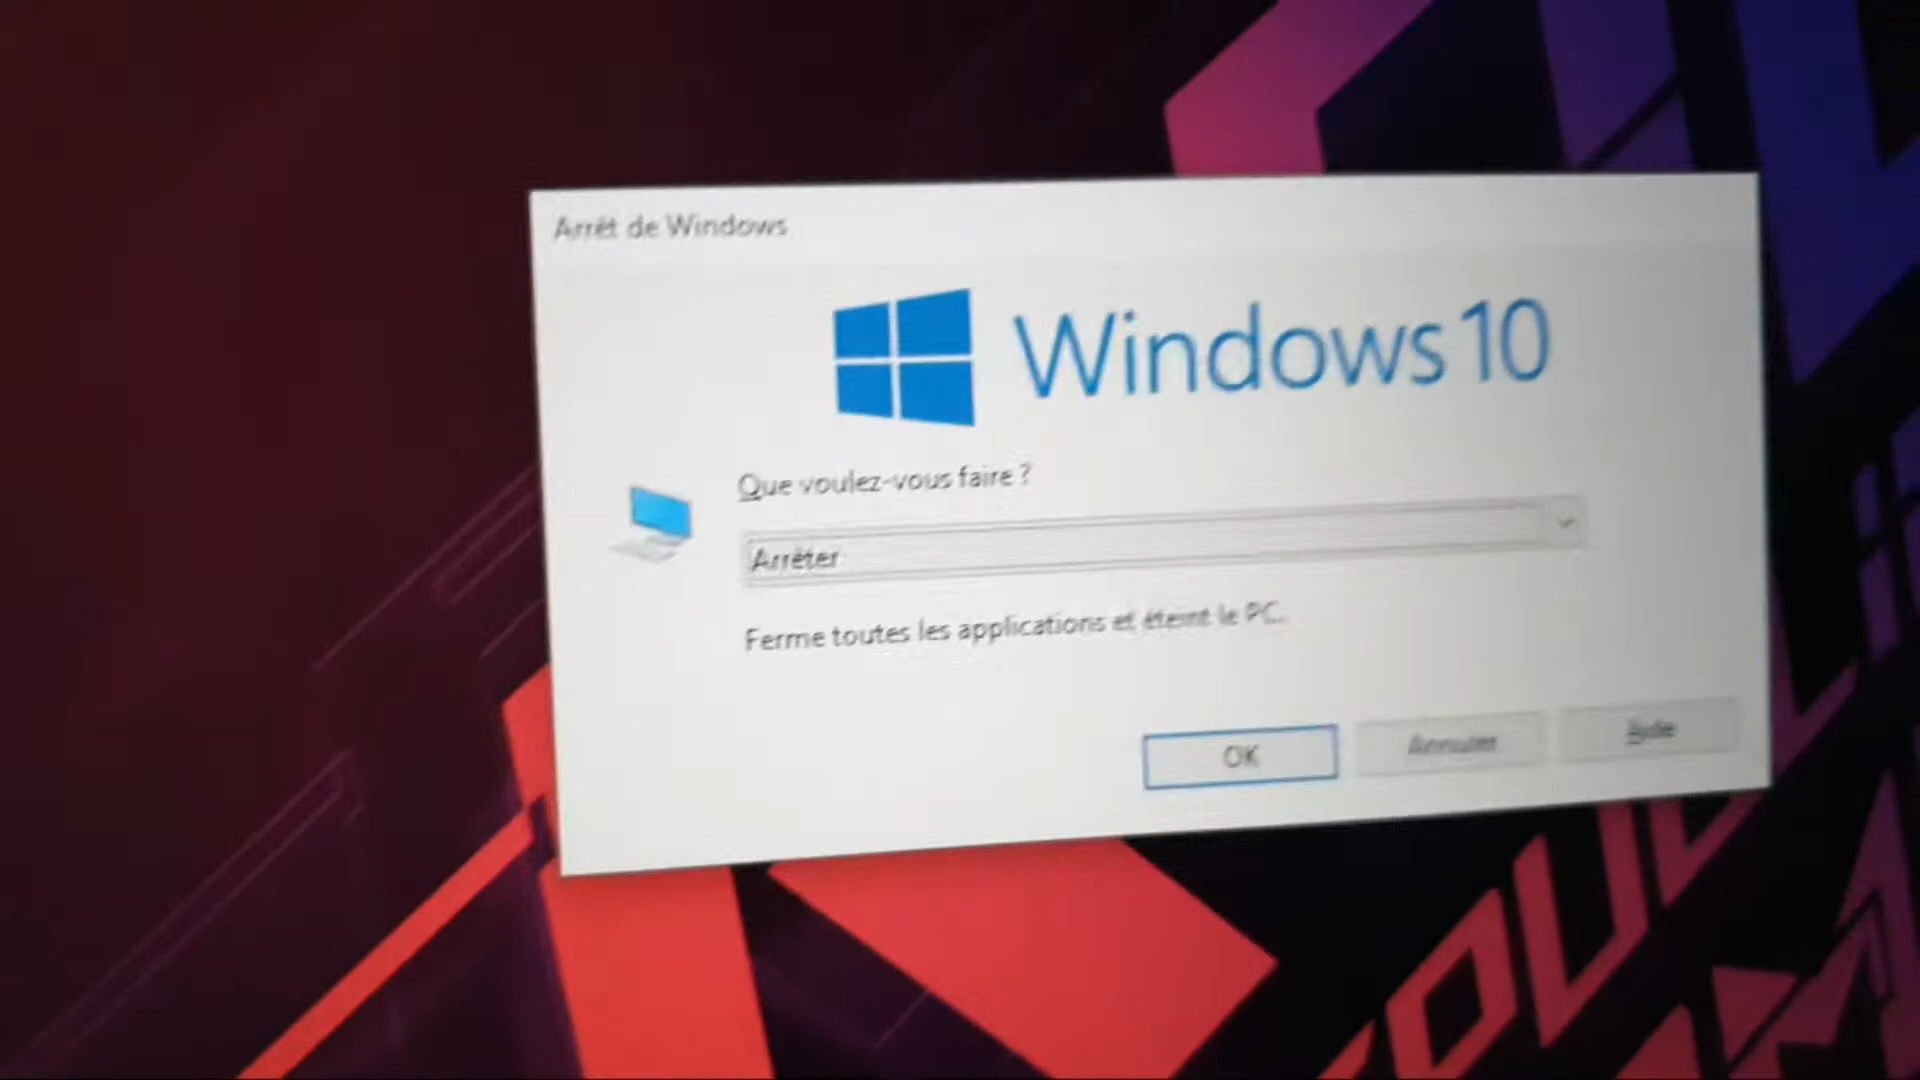 Arrêt de Windows
Windows 10
Que voulez-vous faire ?
Arrêter
Ferme toutes les applications et éteint le PC.
OK
Annuler
Aide